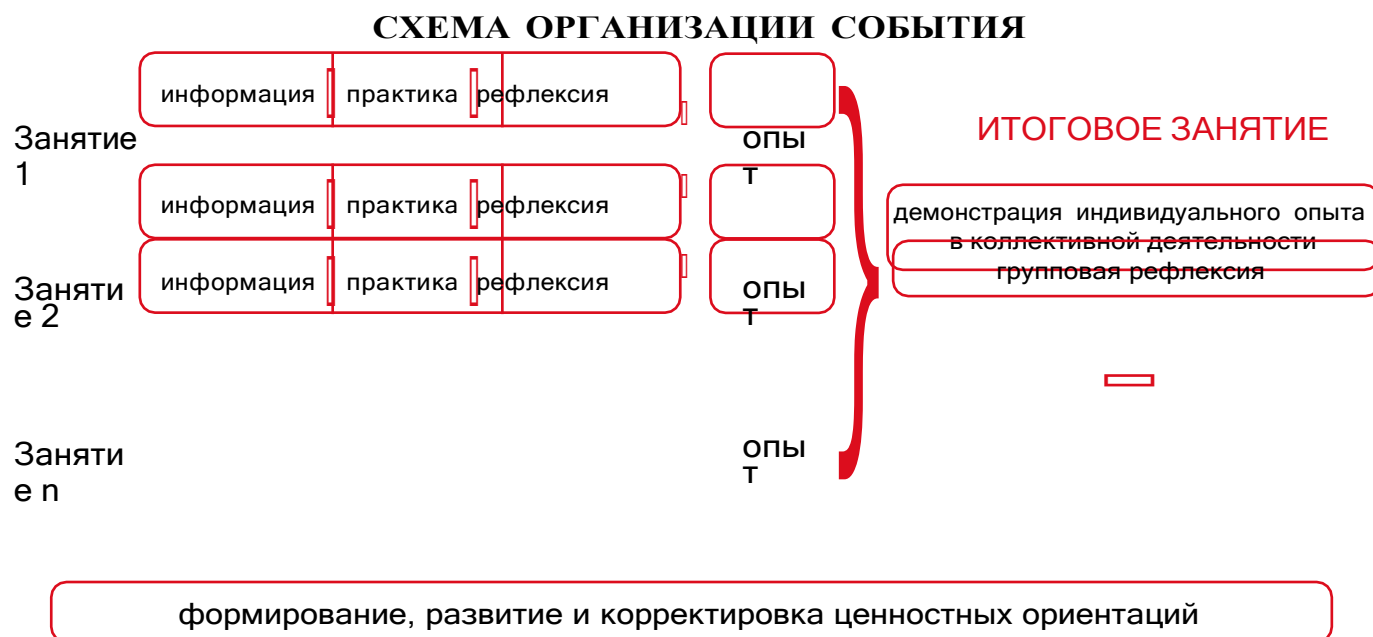 СХЕМА ОРГАНИЗАЦИИ СОБЫТИЯ
информация практика рефлексия
Занятие
1
опы
т
информация практика рефлексия
информация практика рефлексия
Заняти
е 2
опы
т
Заняти
е n
опы
т
ИТОГОВОЕ ЗАНЯТИЕ
демонстрация индивидуального опыта
в коллективной деятельности
групповая рефлексия
формирование, развитие и корректировка ценностных ориентаций